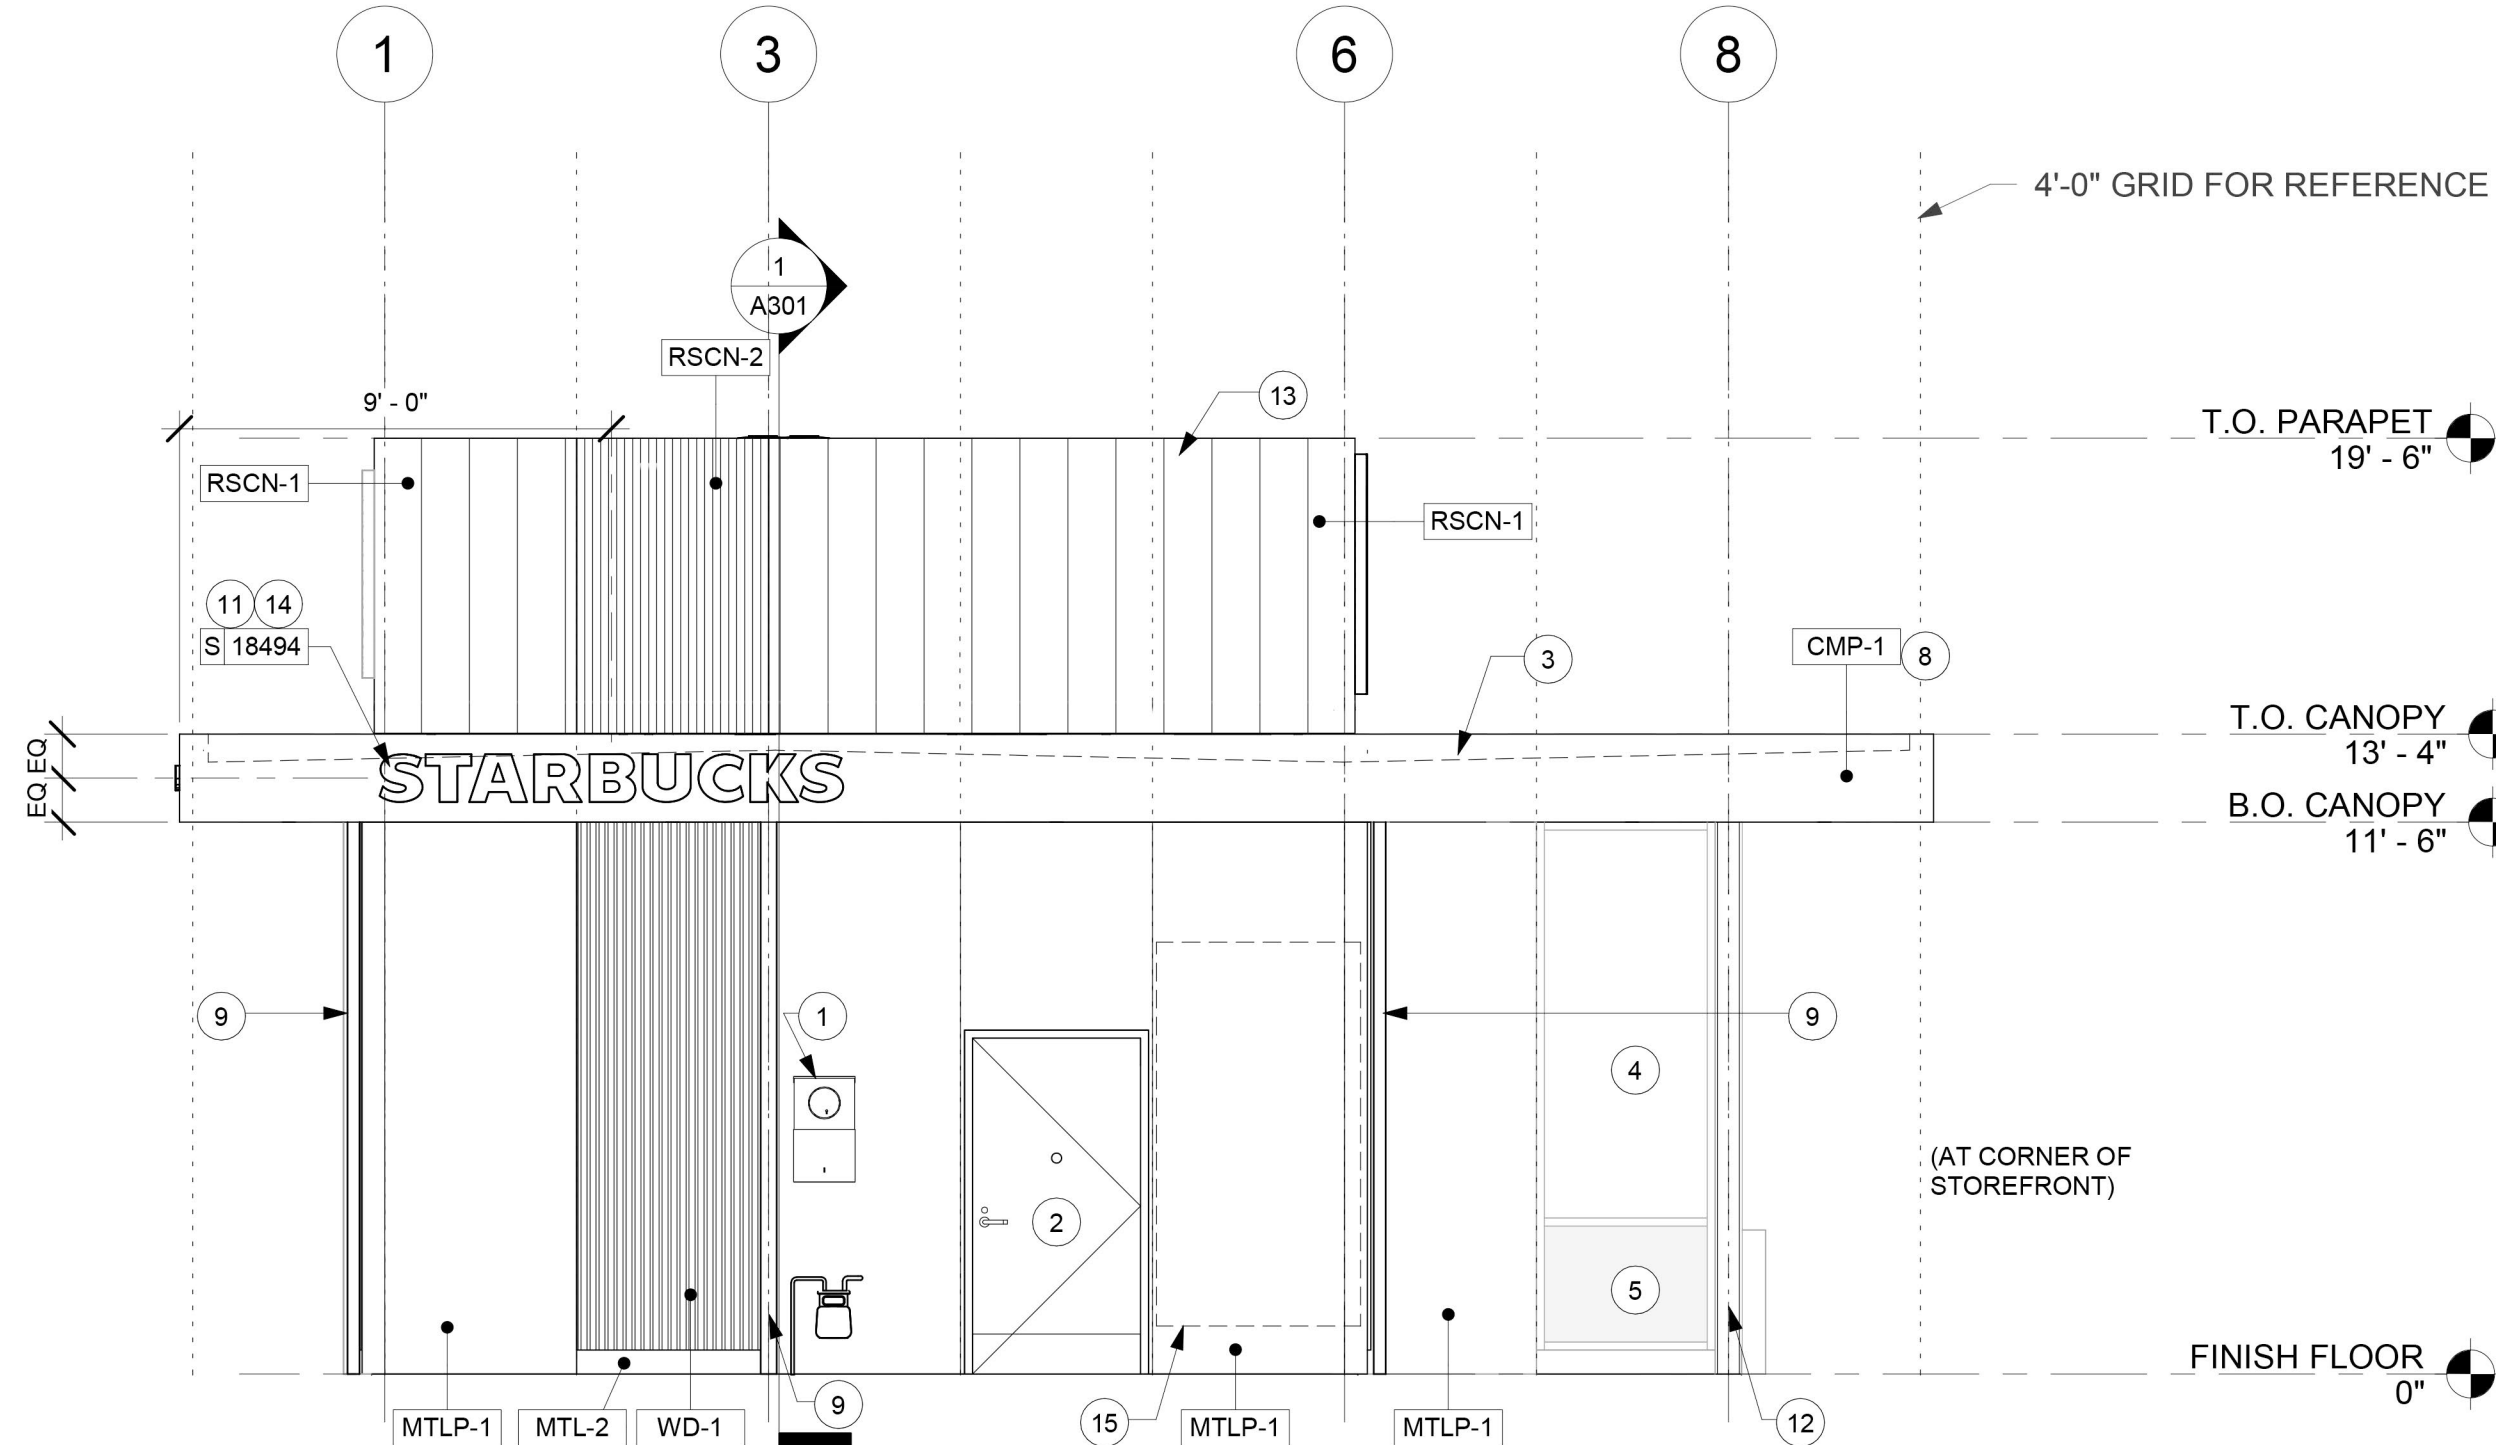 1
3
6
8
4'-0" GRID FOR REFERENCE
1
A301
RSCN-2
9' - 0"
13
T.O. PARAPET
19' - 6"
RSCN-1
RSCN-1
11
14
S 18494
3
CMP-1
8
T.O. CANOPY
13' - 4"
EQ EQ
STARBUCKS
B.O. CANOPY
11' - 6"
9
1
9
4
(AT CORNER OF
STOREFRONT)
2
5
FINISH FLOOR
0"
9
15
12
MTLP-1
MTL-2
WD-1
MTLP-1
MTLP-1